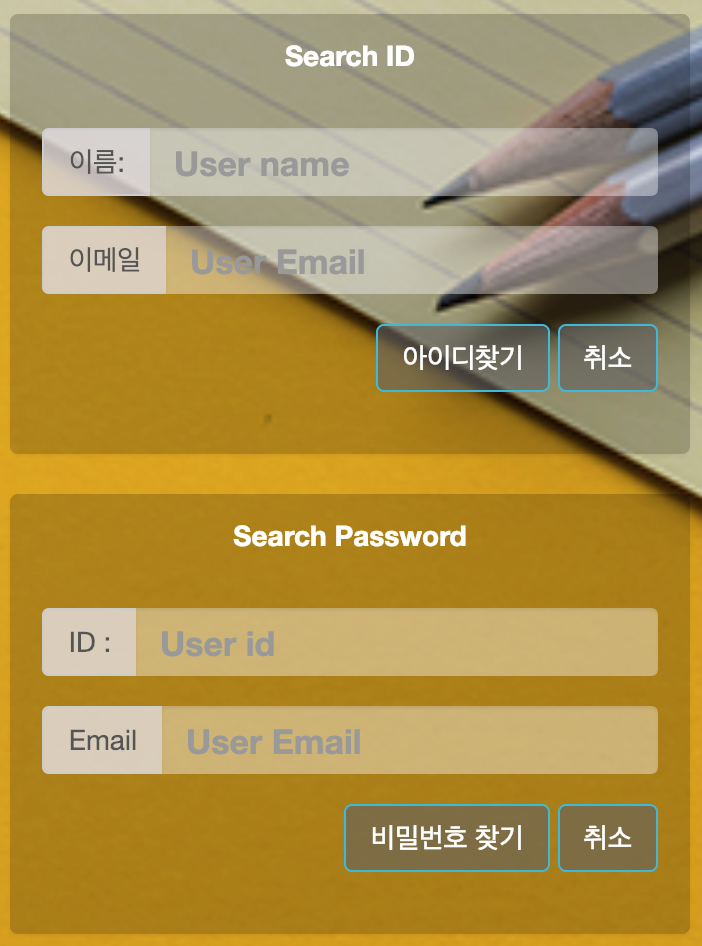 Search ID
이름: User name
이메일 User Email
아이디찾기 취소
Search Password
ID : User id
Email User Email
비밀번호 찾기 취소